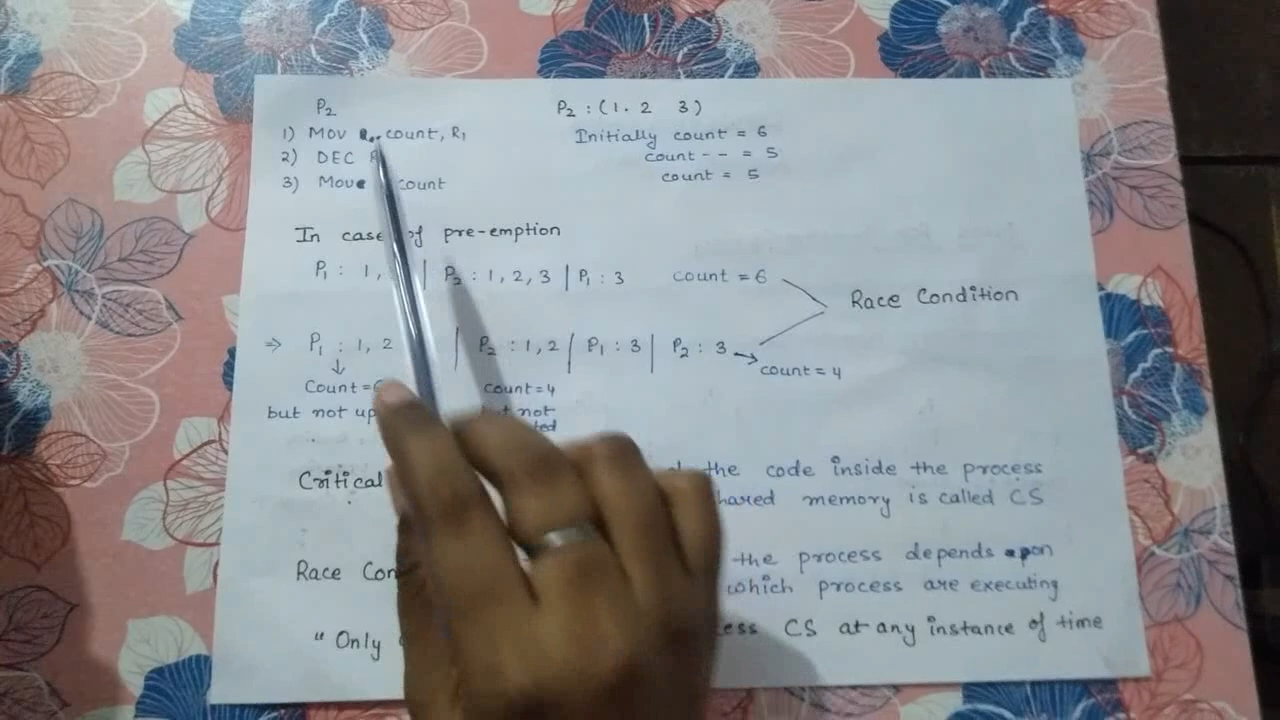 P2
P2 : (1. 2 3)
1) MOV count, R1
Initially count = 6
2) DEC
count - - = 5
3) Move count
count = 5
In case of pre-emption
P1 : 1, | P2 : 1, 2, 3 | P1 : 3 count = 6
Race Condition
⇒ P1 : 1, 2 | P2 : 1, 2 | P1 : 3 | P2 : 3 → count = 4
↓
Count = count = 4
but not not
Critical the code inside the process
memory is called CS
Race the process depends upon
which process are executing
" Only CS at any instance of time